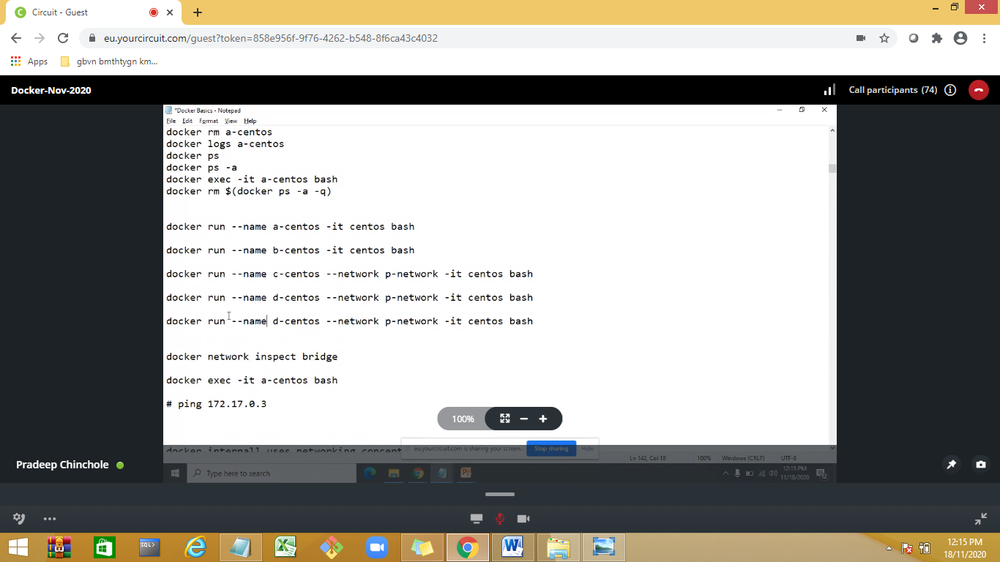 Circuit - Guest
eu.yourcircuit.com/guest?token=858e956f-9f76-4262-b548-8f6ca43c4032
Apps gbvn bmthtygn km...
Docker-Nov-2020 Call participants (74)
*Docker Basics - Notepad
File Edit Format View Help
docker rm a-centos
docker logs a-centos
docker ps
docker ps -a
docker exec -it a-centos bash
docker rm $(docker ps -a -q)
docker run --name a-centos -it centos bash
docker run --name b-centos -it centos bash
docker run --name c-centos --network p-network -it centos bash
docker run --name d-centos --network p-network -it centos bash
docker run --name d-centos --network p-network -it centos bash
docker network inspect bridge
docker exec -it a-centos bash
# ping 172.17.0.3
100%
docker internall uses networking concept
eu.yourcircuit.com is sharing your screen. Stop sharing Hide
Ln 142, Col 18 100% Windows (CRLF) UTF-8
Pradeep Chinchole
Type here to search
12:15 PM
11/18/2020
SQL>
12:15 PM
18/11/2020